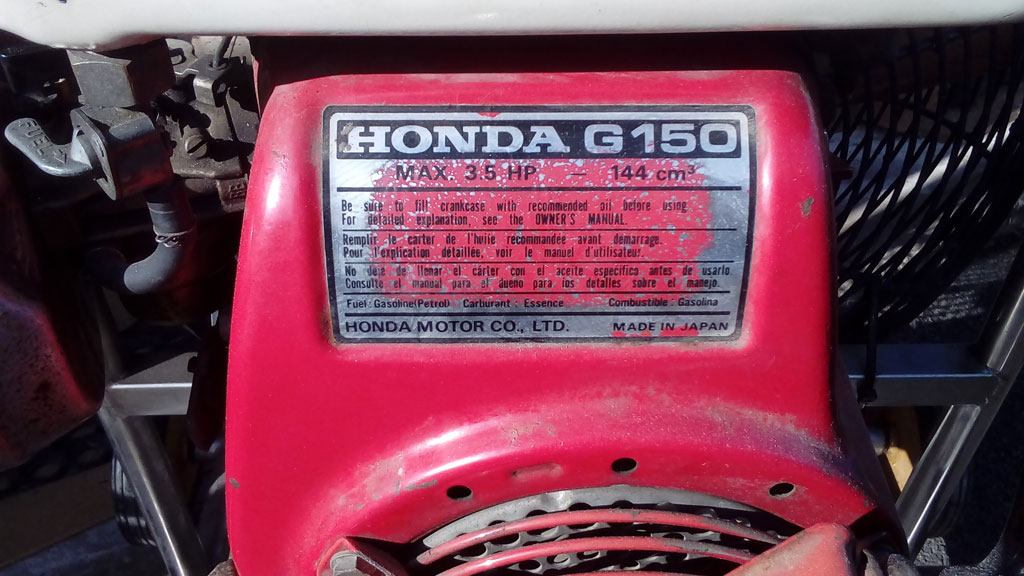 HONDA G150
MAX. 3.5 HP — 144 cm³
Be sure to fill crankcase with recommended oil before using.
For detailed explanation, see the OWNER'S MANUAL.
Remplir le carter de l'huile recommandée avant démarrage.
Pour l'explication détaillée, voir le manuel d'utilisateur.
No deje de llenar el cárter con el aceite especifico antes de usarlo.
Consulte el manual para el dueno para los detalles sobre el manejo.
Fuel: Gasoline(Petrol) Carburant: Essence Combustible: Gasolina
HONDA MOTOR CO., LTD. MADE IN JAPAN
FUEL